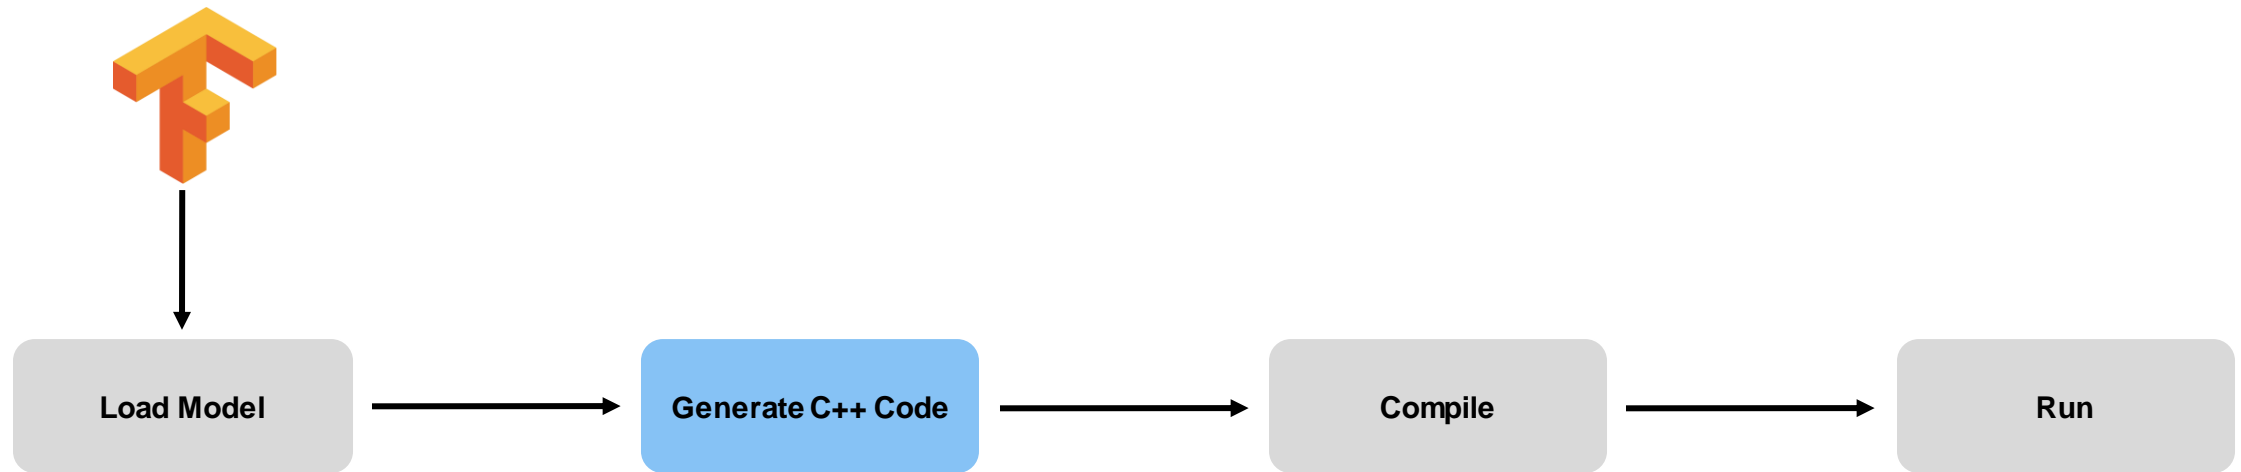 Load Model
Generate C++ Code
Compile
Run